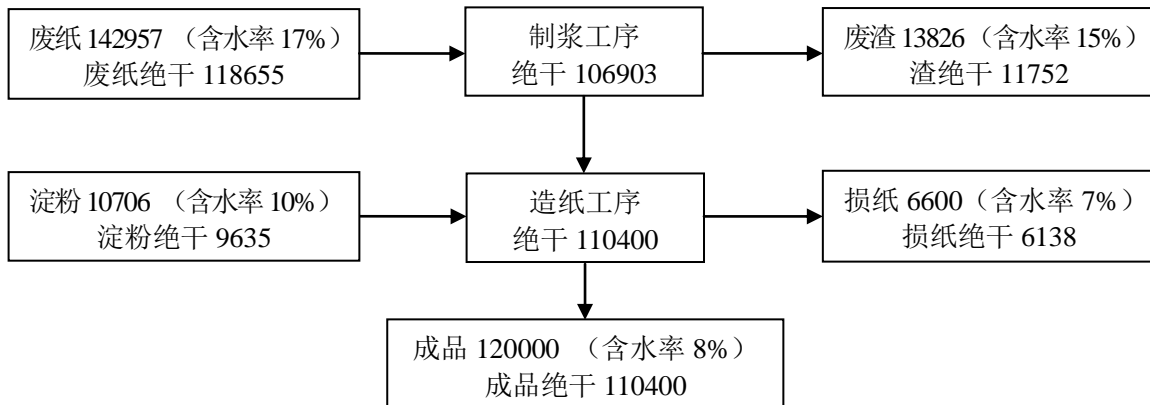 废纸 142957 （含水率 17%）
废纸绝干 118655
制浆工序
绝干 106903
废渣 13826（含水率 15%）
渣绝干 11752
淀粉 10706 （含水率 10%）
淀粉绝干 9635
造纸工序
绝干 110400
损纸 6600（含水率 7%）
损纸绝干 6138
成品 120000 （含水率 8%）
成品绝干 110400